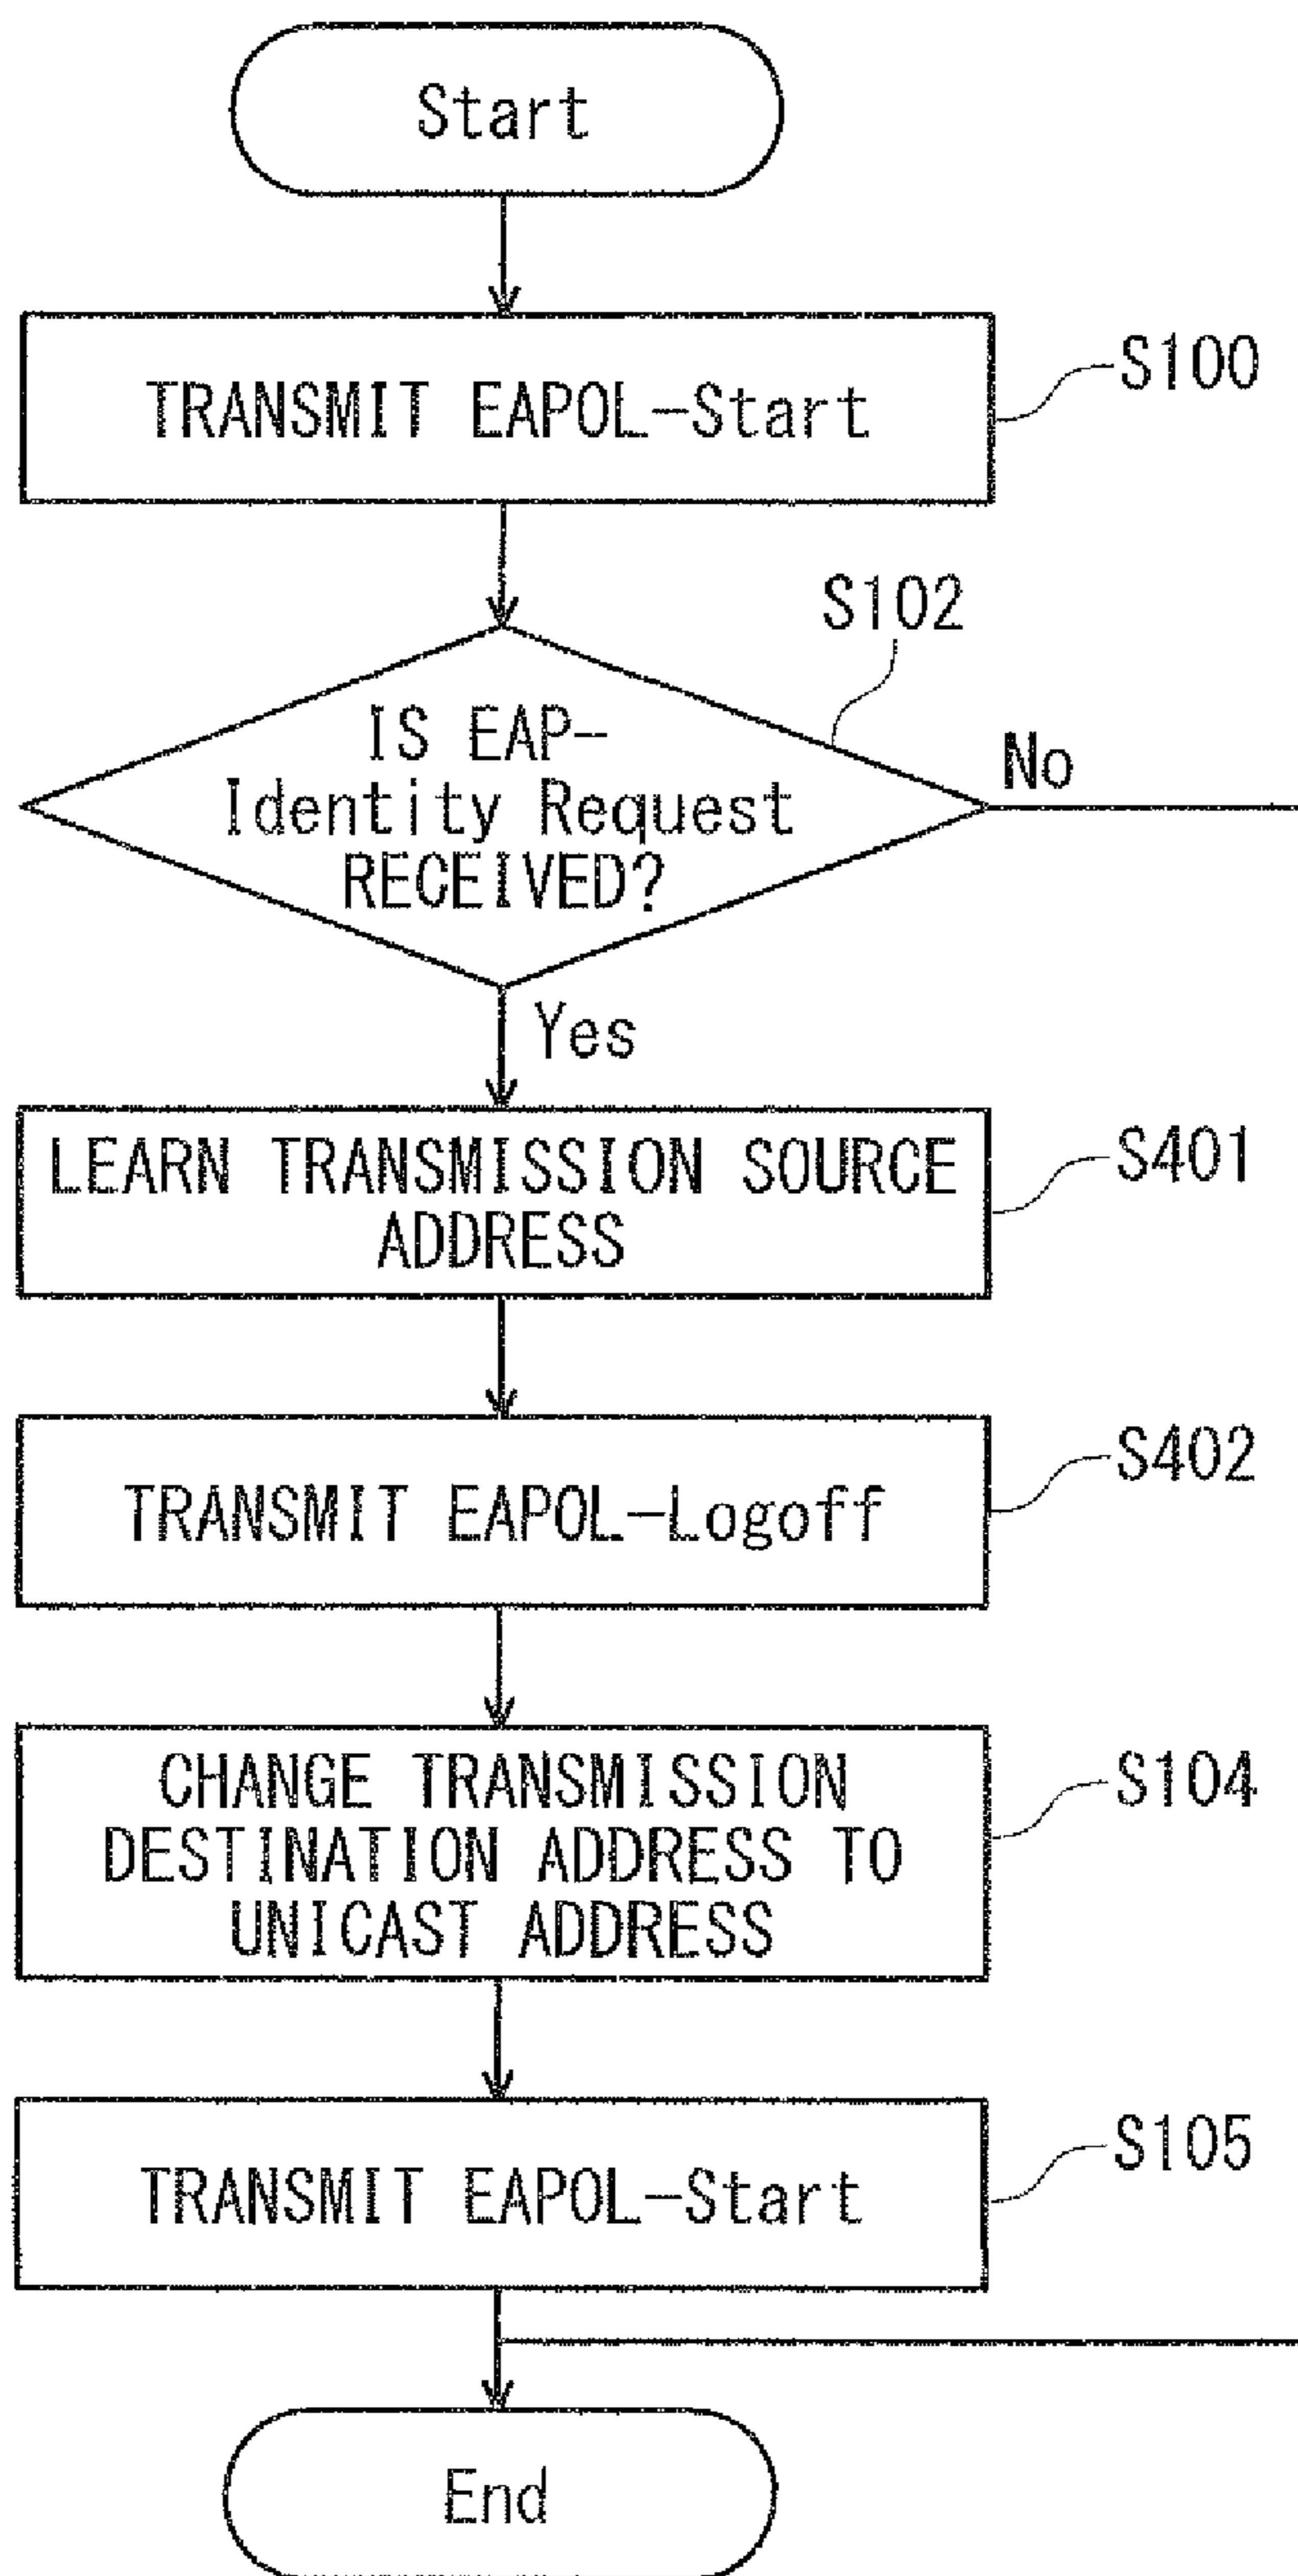 Start
TRANSMIT EAPOL-Start
S100
S102
IS EAP-
Identity Request
RECEIVED?
No
Yes
LEARN TRANSMISSION SOURCE
ADDRESS
S401
TRANSMIT EAPOL-Logoff
S402
CHANGE TRANSMISSION
DESTINATION ADDRESS TO
UNICAST ADDRESS
S104
TRANSMIT EAPOL-Start
S105
End